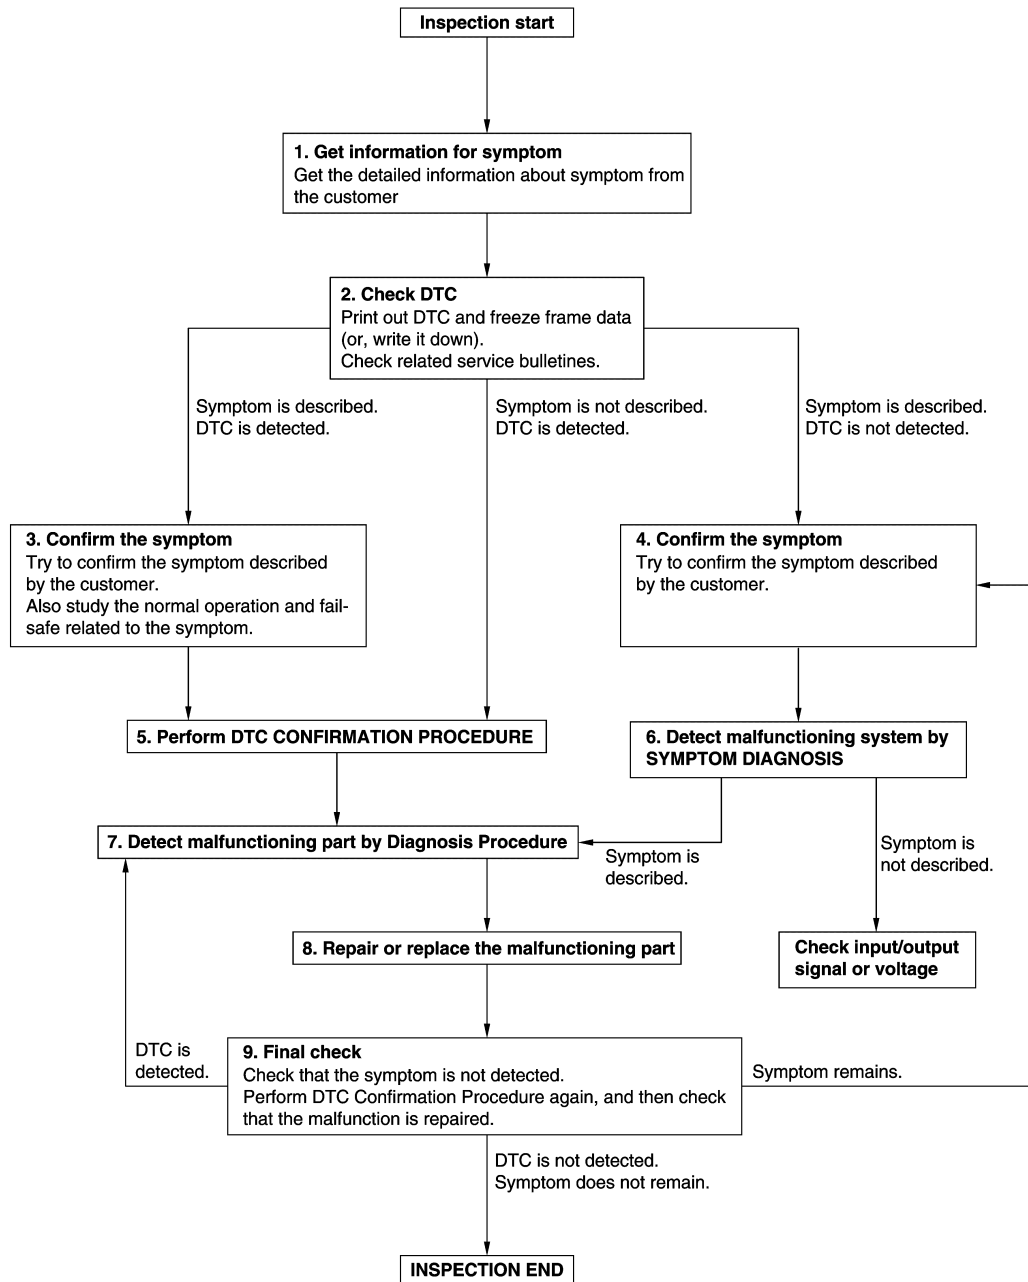 Inspection start
1. Get information for symptom
Get the detailed information about symptom from
the customer
2. Check DTC
Print out DTC and freeze frame data
(or, write it down).
Check related service bulletines.
Symptom is described.
DTC is detected.
Symptom is not described.
DTC is detected.
Symptom is described.
DTC is not detected.
3. Confirm the symptom
Try to confirm the symptom described
by the customer.
Also study the normal operation and fail-
safe related to the symptom.
4. Confirm the symptom
Try to confirm the symptom described
by the customer.
5. Perform DTC CONFIRMATION PROCEDURE
6. Detect malfunctioning system by
SYMPTOM DIAGNOSIS
7. Detect malfunctioning part by Diagnosis Procedure
Symptom is
described.
Symptom is
not described.
8. Repair or replace the malfunctioning part
Check input/output
signal or voltage
DTC is
detected.
9. Final check
Check that the symptom is not detected.
Perform DTC Confirmation Procedure again, and then check
that the malfunction is repaired.
Symptom remains.
DTC is not detected.
Symptom does not remain.
INSPECTION END